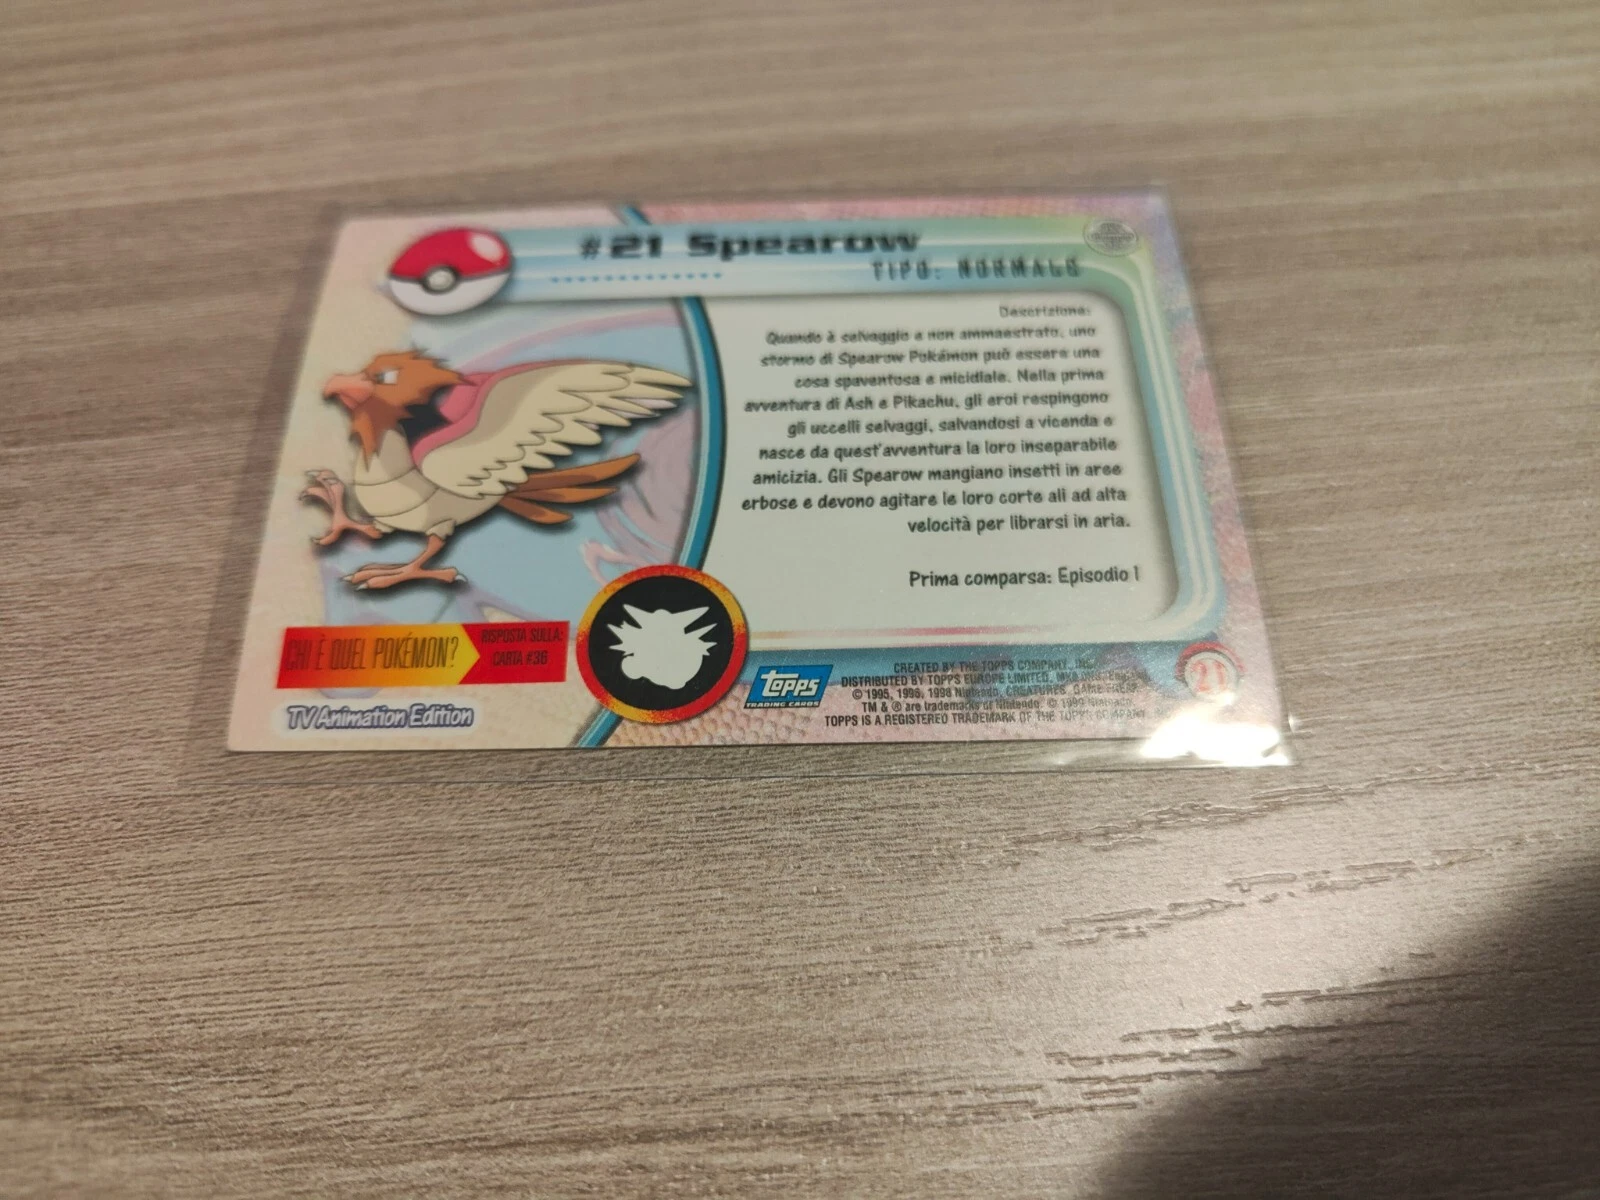 #21 Spearow
TIPO: NORMALE
Descrizione:
Quando è selvaggio e non ammaestrato, uno
stormo di Spearow Pokémon può essere una
cosa spaventosa e micidiale. Nella prima
avventura di Ash e Pikachu, gli eroi respingono
gli uccelli selvaggi, salvandosi a vicenda e
nasce da quest'avventura la loro inseparabile
amicizia. Gli Spearow mangiano insetti in aree
erbose e devono agitare le loro corte ali ad alta
velocità per librarsi in aria.
Prima comparsa: Episodio 1
CHI È QUEL POKÉMON?
RISPOSTA SULLA:
CARTA #36
TV Animation Edition
topps
TRADING CARDS
CREATED BY THE TOPPS COMPANY, INC.
DISTRIBUTED BY TOPPS EUROPE LIMITED,
© 1995, 1996, 1998 Nintendo, CREATURES, GAME FREAK.
TM & ® are trademarks of Nintendo. © 1999 Nintendo.
TOPPS IS A REGISTERED TRADEMARK OF THE TOPPS COMPANY,
21